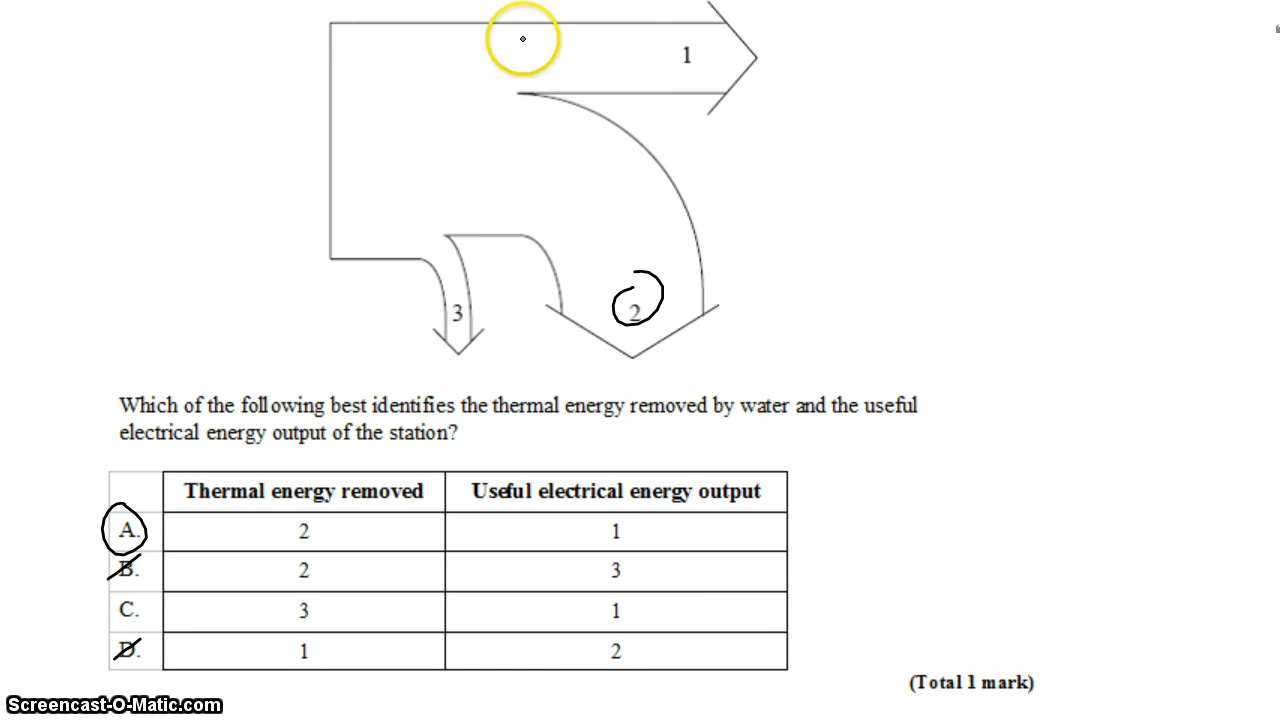 1
3
2
Which of the following best identifies the thermal energy removed by water and the useful
electrical energy output of the station?
Thermal energy removed Useful electrical energy output
A. 2 1
B. 2 3
C. 3 1
D. 1 2
(Total 1 mark)
Screencast-O-Matic.com